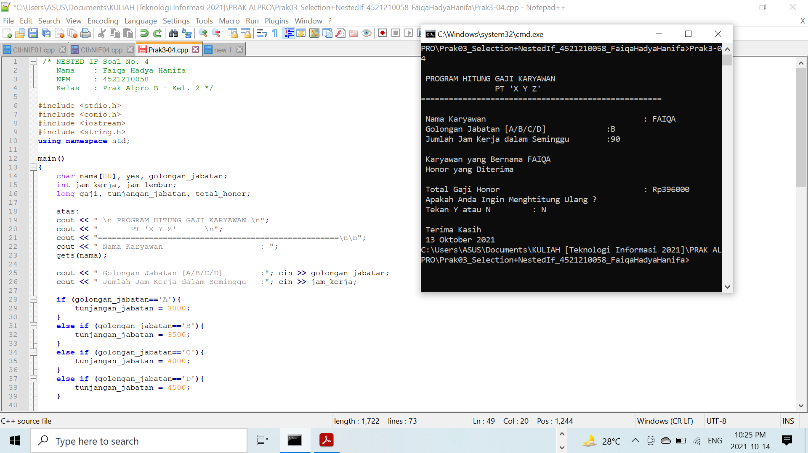 *C:\Users\ASUS\Documents\KULIAH [Teknologi Informasi 2021]\PRAK ALPRO\Prak03_Selection+NestedIf_4521210058_FaiqaHadyaHanifa\Prak3-04.cpp - Notepad++
File Edit Search View Encoding Language Settings Tools Macro Run Plugins Window ?
Prak3-04.cpp
new 1
1 /* NESTED IF Soal No. 4
2 Nama : Faiqa Hadya Hanifa
3 NPM : 4521210058
4 Kelas : Prak Alpro B - Kel. 2 */
5
6 #include <stdio.h>
7 #include <conio.h>
8 #include <iostream>
9 #include <string.h>
10 using namespace std;
11
12 main()
13 {
14 char nama[80], yes, golongan_jabatan;
15 int jam_kerja, jam_lembur;
16 long gaji, tunjangan_jabatan, total_honor;
17
18 atas:
19 cout << " \n PROGRAM HITUNG GAJI KARYAWAN \n";
20 cout << " PT 'X Y Z' \n";
21 cout << "====================================================\n\n";
22 cout << " Nama Karyawan : ";
23 gets(nama);
24
25 cout << " Golongan Jabatan [A/B/C/D] :"; cin >> golongan_jabatan;
26 cout << " Jumlah Jam Kerja dalam Seminggu :"; cin >> jam_kerja;
27
28 if (golongan_jabatan=='A'){
29 tunjangan_jabatan = 3000;
30 }
31 else if (golongan_jabatan=='B'){
32 tunjangan_jabatan = 3500;
33 }
34 else if (golongan_jabatan=='C'){
35 tunjangan_jabatan = 4000;
36 }
37 else if (golongan_jabatan=='D'){
38 tunjangan_jabatan = 4500;
39 }
40
C:\Windows\system32\cmd.exe
PRO\Prak03_Selection+NestedIf_4521210058_FaiqaHadyaHanifa>Prak3-0
4
PROGRAM HITUNG GAJI KARYAWAN
PT 'X Y Z'
====================================================
Nama Karyawan : FAIQA
Golongan Jabatan [A/B/C/D] :B
Jumlah Jam Kerja dalam Seminggu :90
Karyawan yang Bernama FAIQA
Honor yang Diterima
Total Gaji Honor : Rp396000
Apakah Anda Ingin Menghitung Ulang ?
Tekan Y atau N : N
Terima Kasih
13 Oktober 2021
C:\Users\ASUS\Documents\KULIAH [Teknologi Informasi 2021]\PRAK AL
PRO\Prak03_Selection+NestedIf_4521210058_FaiqaHadyaHanifa>
C++ source file length : 1,722 lines : 73 Ln : 49 Col : 20 Pos : 1,244 Windows (CR LF) UTF-8 INS
Type here to search
28°C
ENG
10:25 PM
2021-10-14